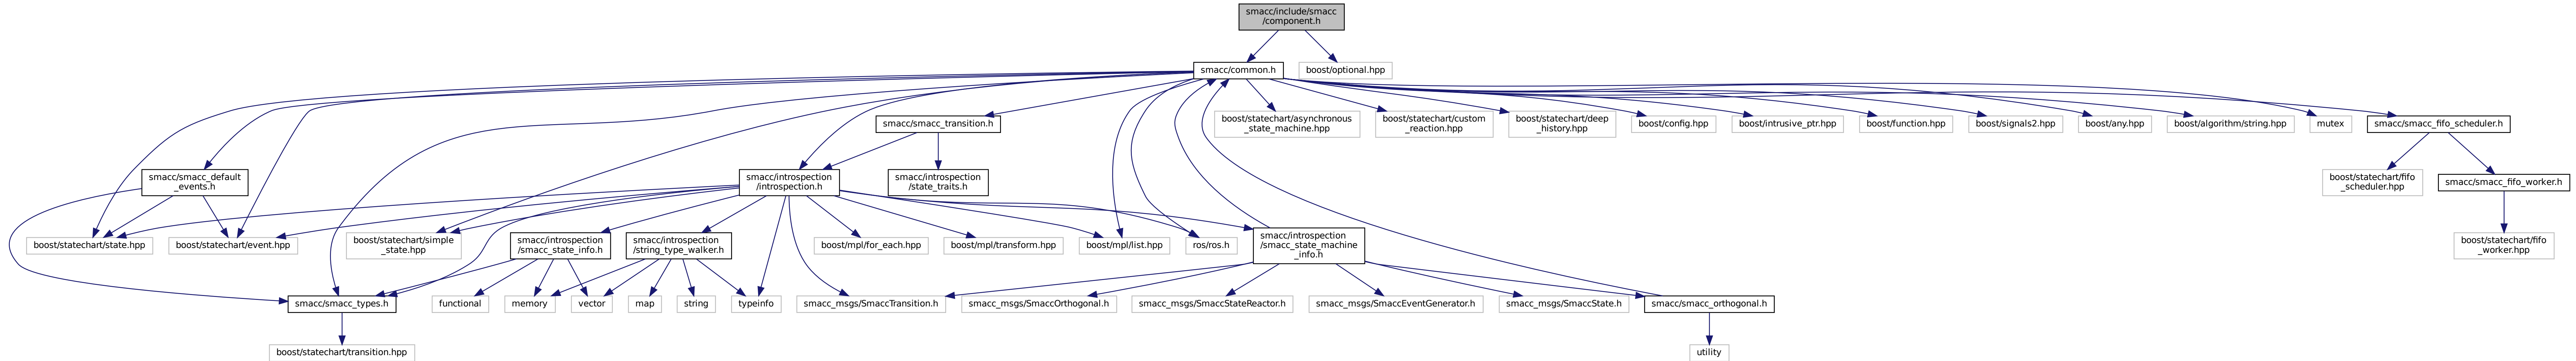 smacc/include/smacc
/component.h
smacc/common.h
boost/optional.hpp
smacc/smacc_transition.h
boost/statechart/asynchronous
_state_machine.hpp
boost/statechart/custom
_reaction.hpp
boost/statechart/deep
_history.hpp
boost/config.hpp
boost/intrusive_ptr.hpp
boost/function.hpp
boost/signals2.hpp
boost/any.hpp
boost/algorithm/string.hpp
mutex
smacc/smacc_fifo_scheduler.h
smacc/smacc_default
_events.h
smacc/introspection
/introspection.h
smacc/introspection
/state_traits.h
boost/statechart/fifo
_scheduler.hpp
smacc/smacc_fifo_worker.h
boost/statechart/state.hpp
boost/statechart/event.hpp
boost/statechart/simple
_state.hpp
smacc/introspection
/smacc_state_info.h
smacc/introspection
/string_type_walker.h
boost/mpl/for_each.hpp
boost/mpl/transform.hpp
boost/mpl/list.hpp
ros/ros.h
smacc/introspection
/smacc_state_machine
_info.h
boost/statechart/fifo
_worker.hpp
smacc/smacc_types.h
functional
memory
vector
map
string
typeinfo
smacc_msgs/SmaccTransition.h
smacc_msgs/SmaccOrthogonal.h
smacc_msgs/SmaccStateReactor.h
smacc_msgs/SmaccEventGenerator.h
smacc_msgs/SmaccState.h
smacc/smacc_orthogonal.h
boost/statechart/transition.hpp
utility